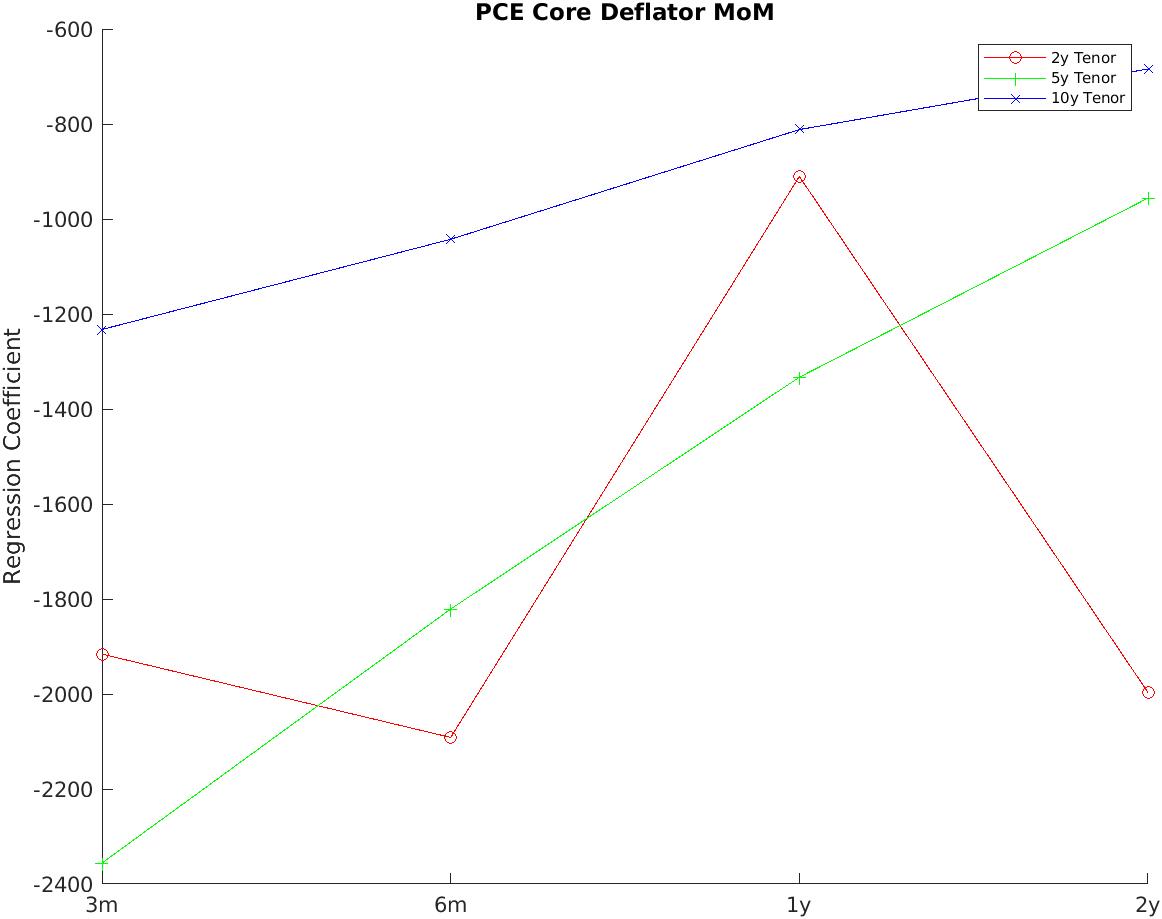 PCE Core Deflator MoM
2y Tenor
5y Tenor
10y Tenor
Regression Coefficient
-600
-800
-1000
-1200
-1400
-1600
-1800
-2000
-2200
-2400
3m
6m
1y
2y